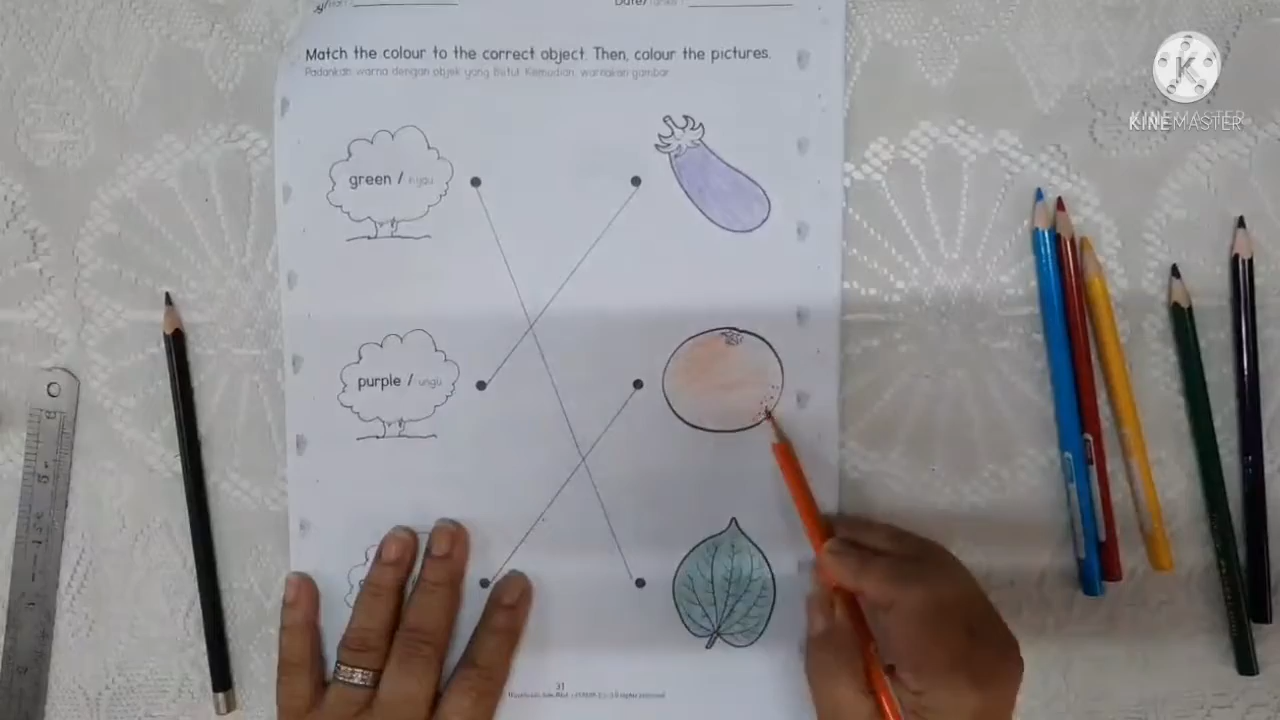 Match the colour to the correct object. Then, colour the pictures.
Padankan warna dengan objek yang betul. Kemudian, warnakan gambar.
green / hijau
purple / ungu
31
K
KINEMASTER